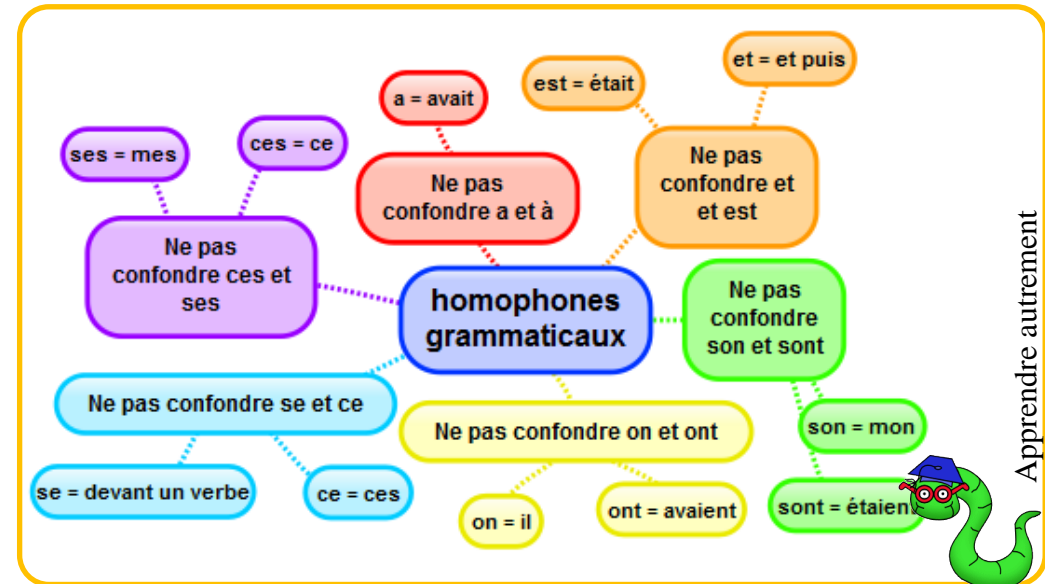 homophones
grammaticaux
Ne pas
confondre a et à
a = avait
Ne pas
confondre et
et est
est = était
et = et puis
Ne pas
confondre
son et sont
son = mon
sont = étaien
Ne pas confondre on et ont
on = il
ont = avaient
Ne pas confondre se et ce
se = devant un verbe
ce = ces
Ne pas
confondre ces et
ses
ses = mes
ces = ce
Apprendre autrement